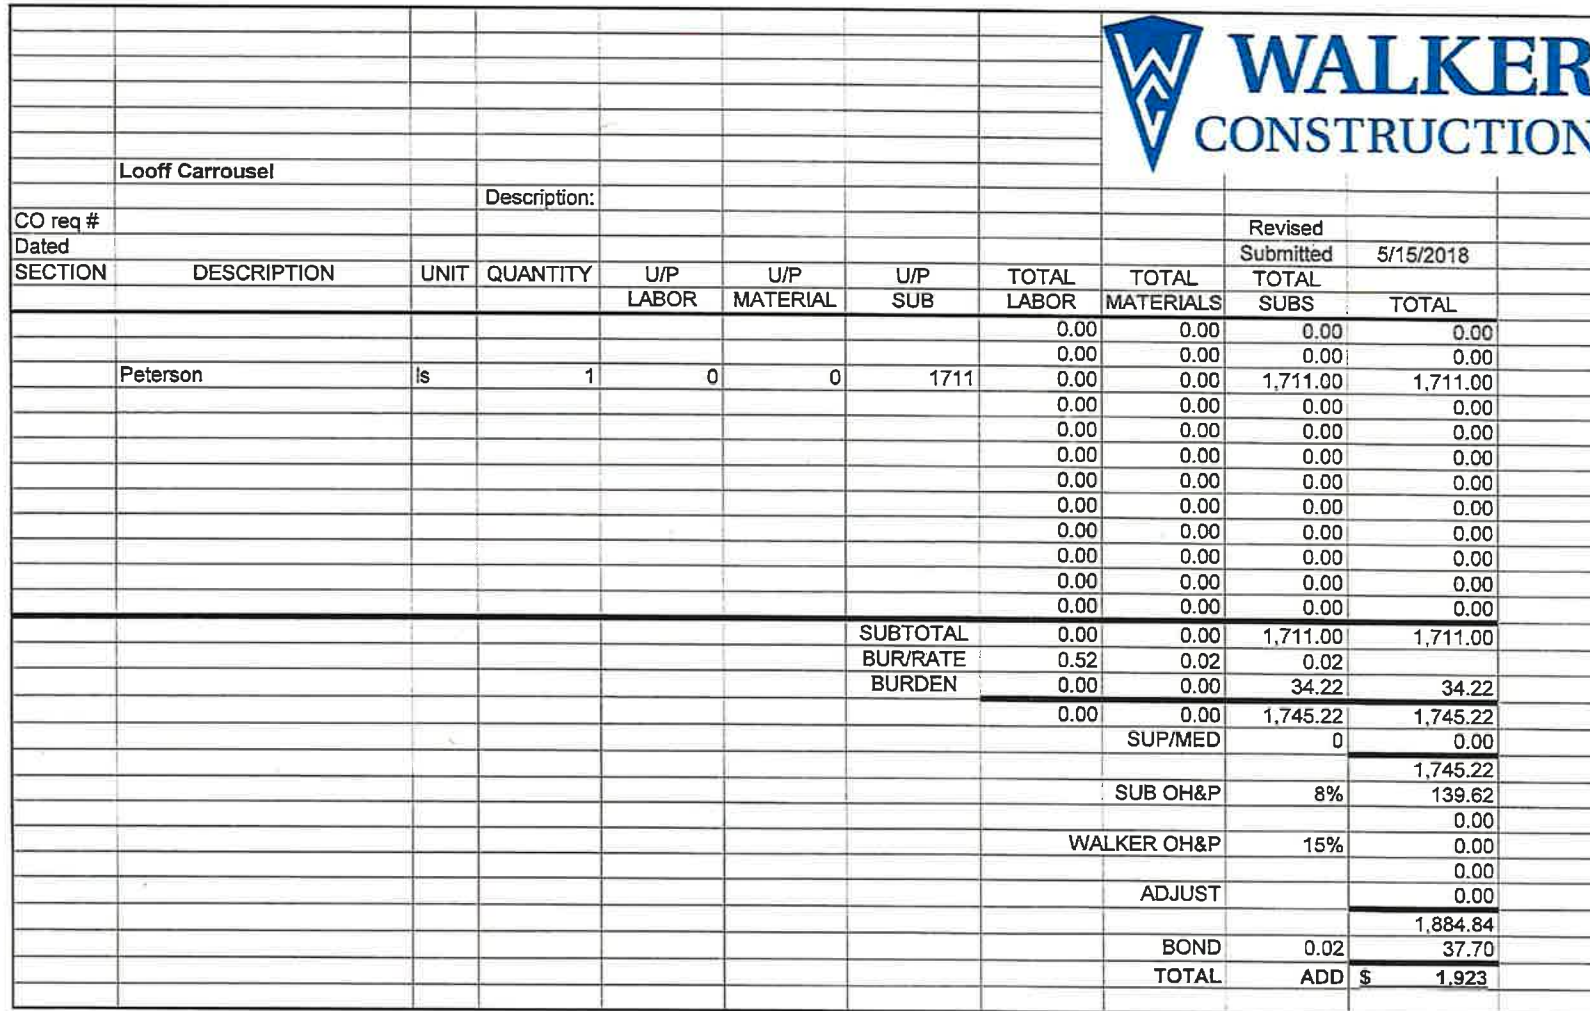 WALKER
CONSTRUCTION
Looff Carrousel
Description:
CO req # Revised
Dated Submitted 5/15/2018
SECTION DESCRIPTION UNIT QUANTITY U/P U/P U/P TOTAL TOTAL TOTAL
LABOR MATERIAL SUB LABOR MATERIALS SUBS TOTAL
0.00 0.00 0.00 0.00
0.00 0.00 0.00 0.00
Peterson ls 1 0 0 1711 0.00 0.00 1,711.00 1,711.00
0.00 0.00 0.00 0.00
0.00 0.00 0.00 0.00
0.00 0.00 0.00 0.00
0.00 0.00 0.00 0.00
0.00 0.00 0.00 0.00
0.00 0.00 0.00 0.00
0.00 0.00 0.00 0.00
0.00 0.00 0.00 0.00
0.00 0.00 0.00 0.00
SUBTOTAL 0.00 0.00 1,711.00 1,711.00
BUR/RATE 0.52 0.02 0.02
BURDEN 0.00 0.00 34.22 34.22
0.00 0.00 1,745.22 1,745.22
SUP/MED 0 0.00
1,745.22
SUB OH&P 8% 139.62
0.00
WALKER OH&P 15% 0.00
0.00
ADJUST 0.00
1,884.84
BOND 0.02 37.70
TOTAL ADD $ 1,923